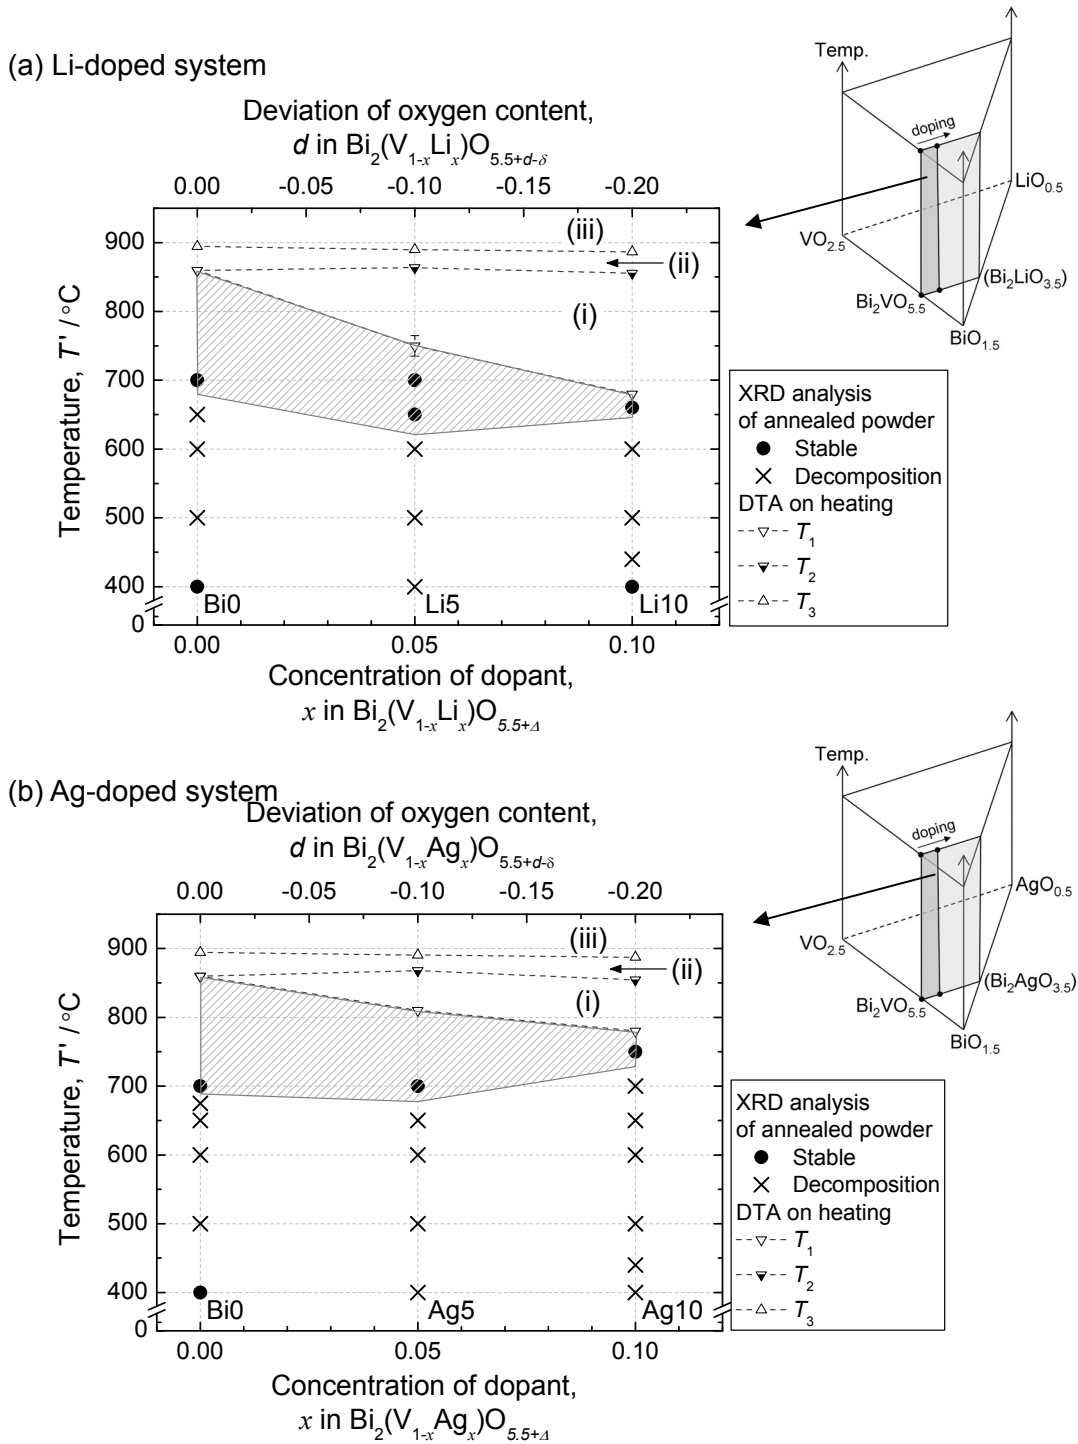 (a) Li-doped system
Deviation of oxygen content,
d in Bi2(V1-xLix)O5.5+d-δ
0.00 -0.05 -0.10 -0.15 -0.20
900
800
700
600
500
400
0
Temperature, T' / °C
(iii)
(ii)
(i)
Bi0 Li5 Li10
0.00 0.05 0.10
Concentration of dopant,
x in Bi2(V1-xLix)O5.5+Δ
Temp.
doping
LiO0.5
VO2.5
(Bi2LiO3.5)
Bi2VO5.5
BiO1.5
XRD analysis
of annealed powder
Stable
Decomposition
DTA on heating
T1
T2
T3
(b) Ag-doped system
Deviation of oxygen content,
d in Bi2(V1-xAgx)O5.5+d-δ
0.00 -0.05 -0.10 -0.15 -0.20
900
800
700
600
500
400
0
Temperature, T' / °C
(iii)
(ii)
(i)
Bi0 Ag5 Ag10
0.00 0.05 0.10
Concentration of dopant,
x in Bi2(V1-xAgx)O5.5+Δ
Temp.
doping
AgO0.5
VO2.5
(Bi2AgO3.5)
Bi2VO5.5
BiO1.5
XRD analysis
of annealed powder
Stable
Decomposition
DTA on heating
T1
T2
T3